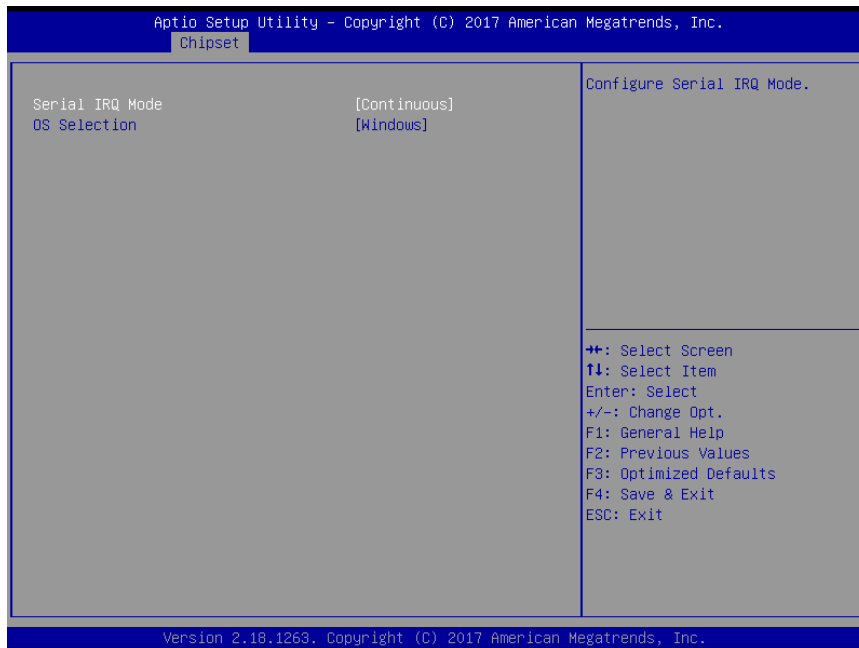 Aptio Setup Utility – Copyright (C) 2017 American Megatrends, Inc.
Chipset
Serial IRQ Mode [Continuous]
OS Selection [Windows]
Configure Serial IRQ Mode.
→←: Select Screen
↑↓: Select Item
Enter: Select
+/-: Change Opt.
F1: General Help
F2: Previous Values
F3: Optimized Defaults
F4: Save & Exit
ESC: Exit
Version 2.18.1263. Copyright (C) 2017 American Megatrends, Inc.